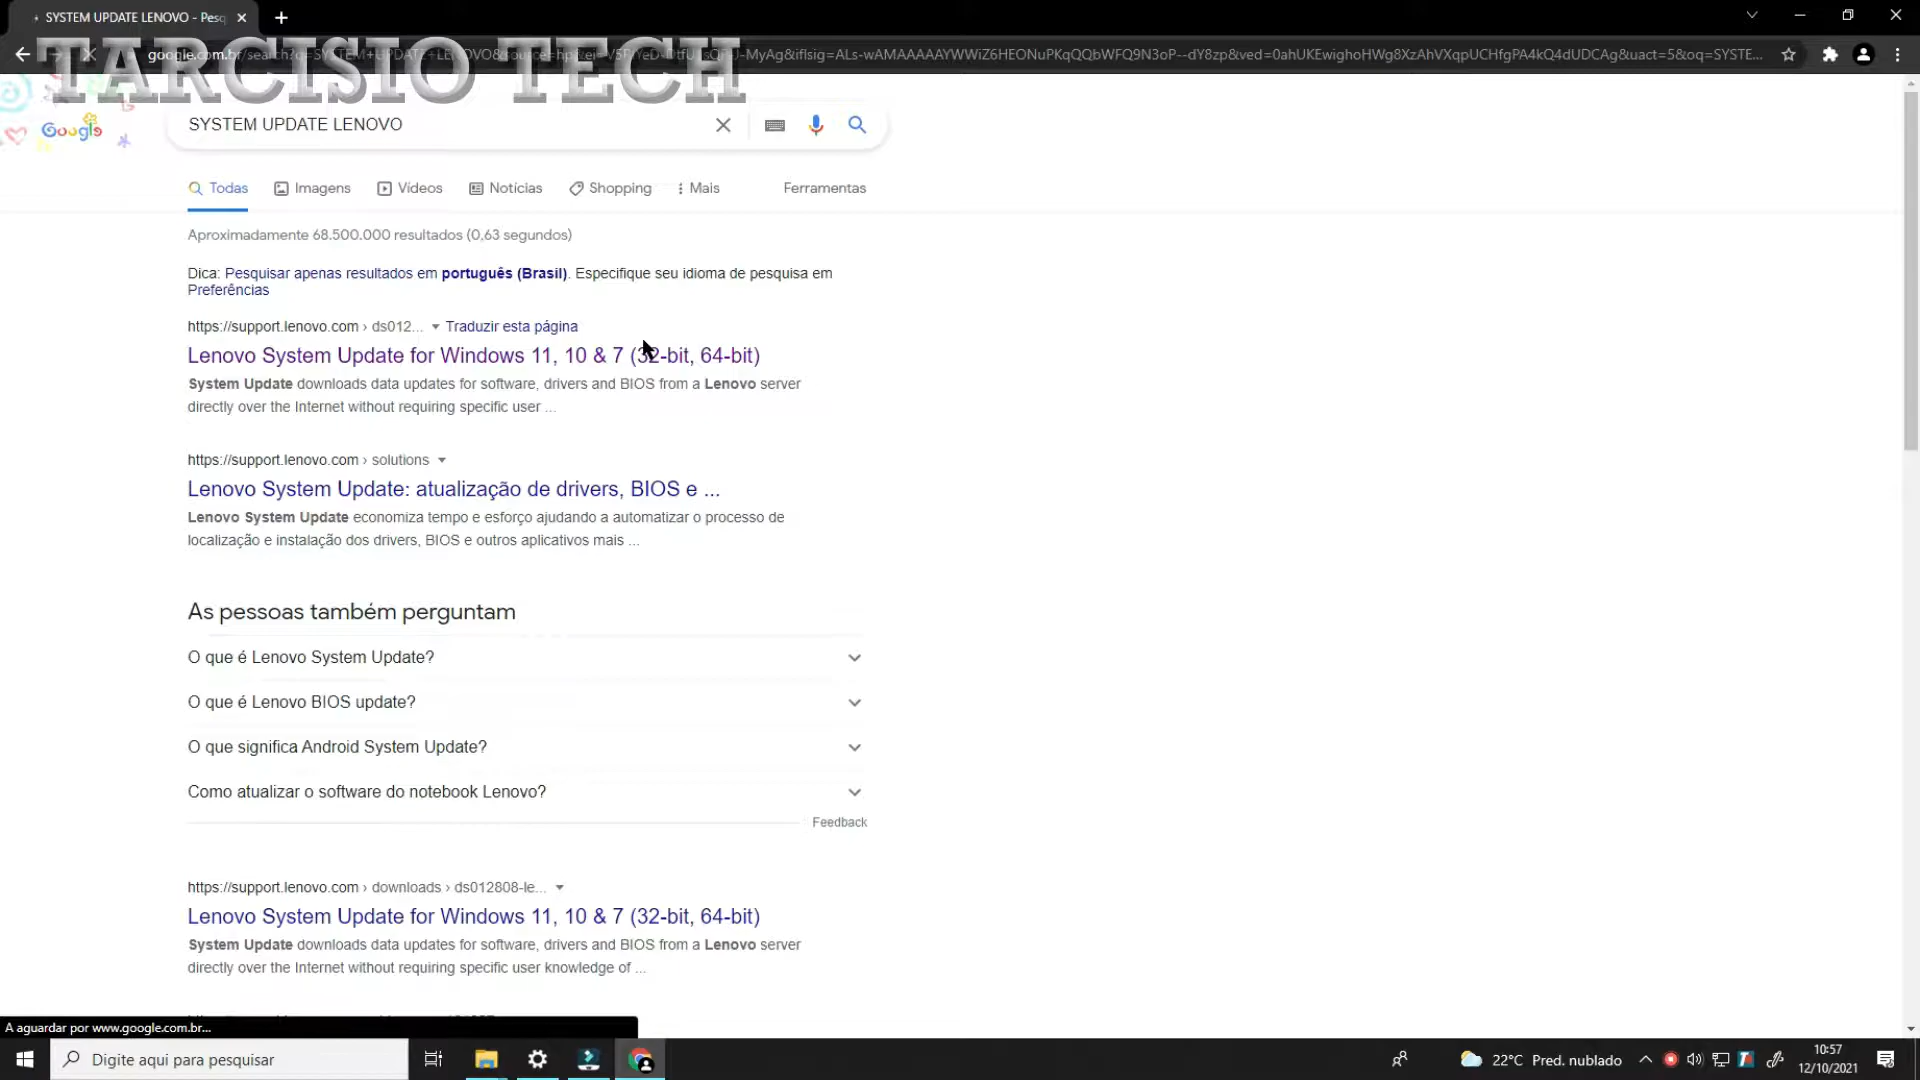 SYSTEM UPDATE LENOVO - Pesq
TARCISIO TECH
Google
SYSTEM UPDATE LENOVO
Todas
Imagens
Vídeos
Notícias
Shopping
Mais
Ferramentas
Aproximadamente 68.500.000 resultados (0,63 segundos)
Dica: Pesquisar apenas resultados em português (Brasil). Especifique seu idioma de pesquisa em
Preferências
https://support.lenovo.com › ds012... Traduzir esta página
Lenovo System Update for Windows 11, 10 & 7 (32-bit, 64-bit)
System Update downloads data updates for software, drivers and BIOS from a Lenovo server
directly over the Internet without requiring specific user ...
https://support.lenovo.com › solutions
Lenovo System Update: atualização de drivers, BIOS e ...
Lenovo System Update economiza tempo e esforço ajudando a automatizar o processo de
localização e instalação dos drivers, BIOS e outros aplicativos mais ...
As pessoas também perguntam
O que é Lenovo System Update?
O que é Lenovo BIOS update?
O que significa Android System Update?
Como atualizar o software do notebook Lenovo?
Feedback
https://support.lenovo.com › downloads › ds012808-le...
Lenovo System Update for Windows 11, 10 & 7 (32-bit, 64-bit)
System Update downloads data updates for software, drivers and BIOS from a Lenovo server
directly over the Internet without requiring specific user knowledge of ...
A aguardar por www.google.com.br...
Digite aqui para pesquisar
22°C Pred. nublado
10:57
12/10/2021